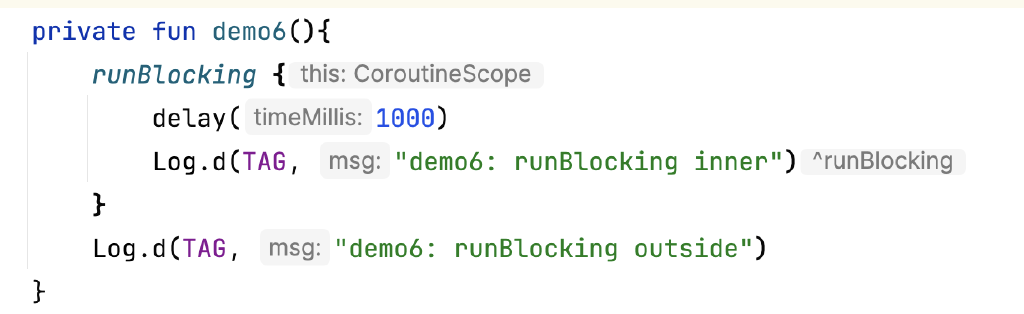 private fun demo6(){
runBlocking { this: CoroutineScope
delay( timeMillis: 1000)
Log.d(TAG, msg: "demo6: runBlocking inner") ^runBlocking
}
Log.d(TAG, msg: "demo6: runBlocking outside")
}